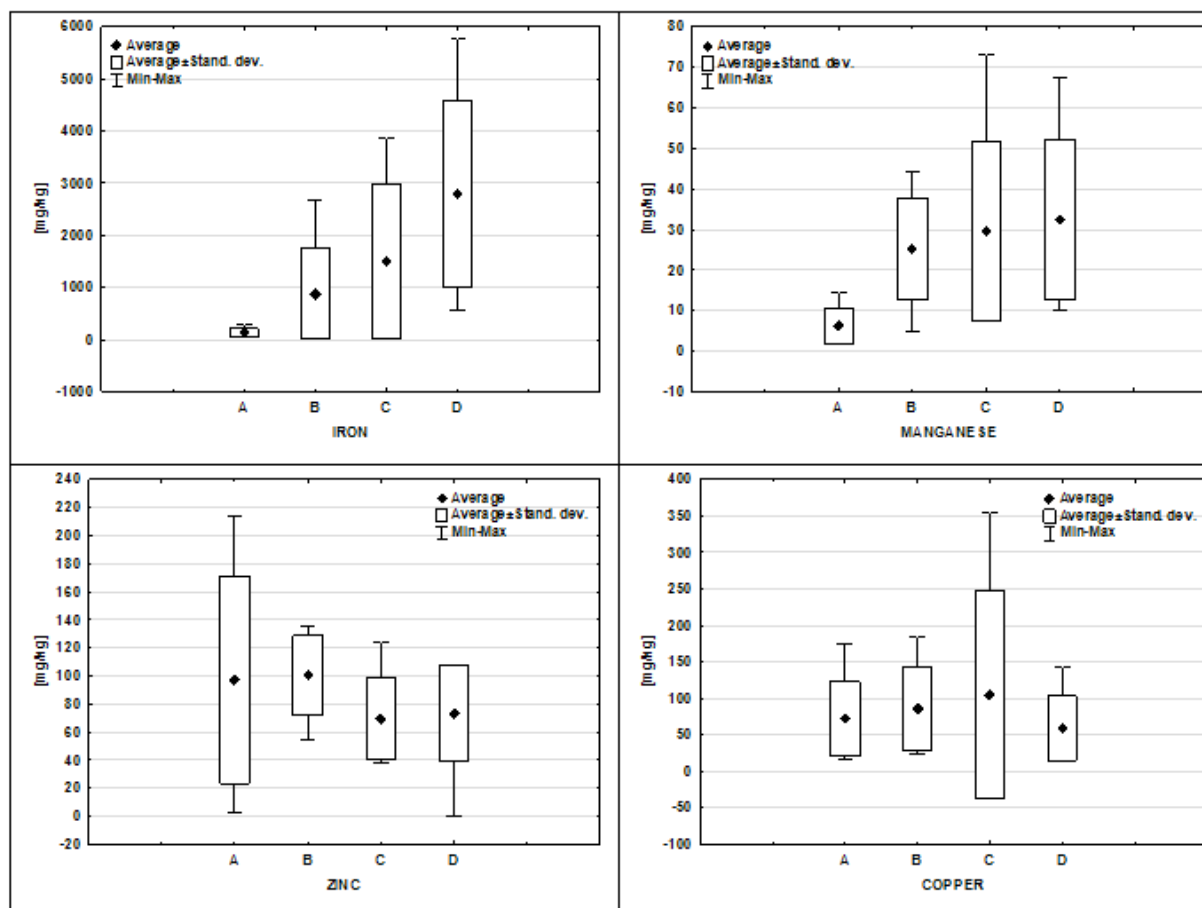 6000
5000
4000
3000
2000
1000
0
-1000
[mg/kg]
Average
Average±Stand. dev.
Min-Max
A B C D
IRON
80
70
60
50
40
30
20
10
0
-10
[mg/kg]
Average
Average±Stand. dev.
Min-Max
A B C D
MANGANESE
240
220
200
180
160
140
120
100
80
60
40
20
0
-20
[mg/kg]
Average
Average±Stand. dev.
Min-Max
A B C D
ZINC
400
350
300
250
200
150
100
50
0
-50
-100
[mg/kg]
Average
Average±Stand. dev.
Min-Max
A B C D
COPPER